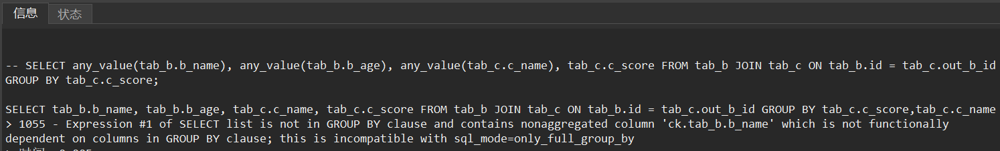 信息 状态
-- SELECT any_value(tab_b.b_name), any_value(tab_b.b_age), any_value(tab_c.c_name), tab_c.c_score FROM tab_b JOIN tab_c ON tab_b.id = tab_c.out_b_id
GROUP BY tab_c.c_score;
SELECT tab_b.b_name, tab_b.b_age, tab_c.c_name, tab_c.c_score FROM tab_b JOIN tab_c ON tab_b.id = tab_c.out_b_id GROUP BY tab_c.c_score,tab_c.c_name
> 1055 - Expression #1 of SELECT list is not in GROUP BY clause and contains nonaggregated column 'ck.tab_b.b_name' which is not functionally
dependent on columns in GROUP BY clause; this is incompatible with sql_mode=only_full_group_by